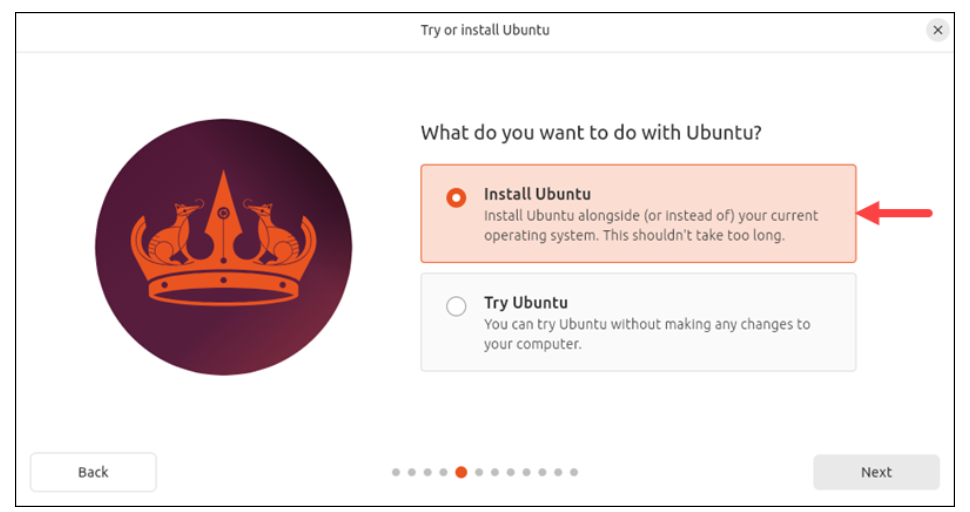 Try or install Ubuntu
What do you want to do with Ubuntu?
Install Ubuntu
Install Ubuntu alongside (or instead of) your current
operating system. This shouldn't take too long.
Try Ubuntu
You can try Ubuntu without making any changes to
your computer.
Back
Next